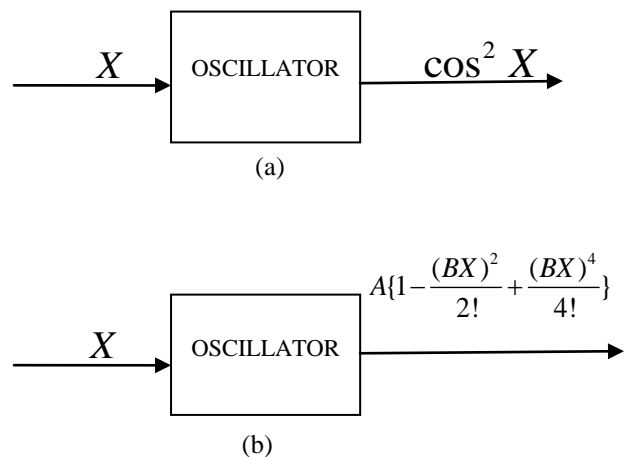 X OSCILLATOR cos² X
(a)
A{1 - (BX)²/2! + (BX)⁴/4!}
X OSCILLATOR
(b)